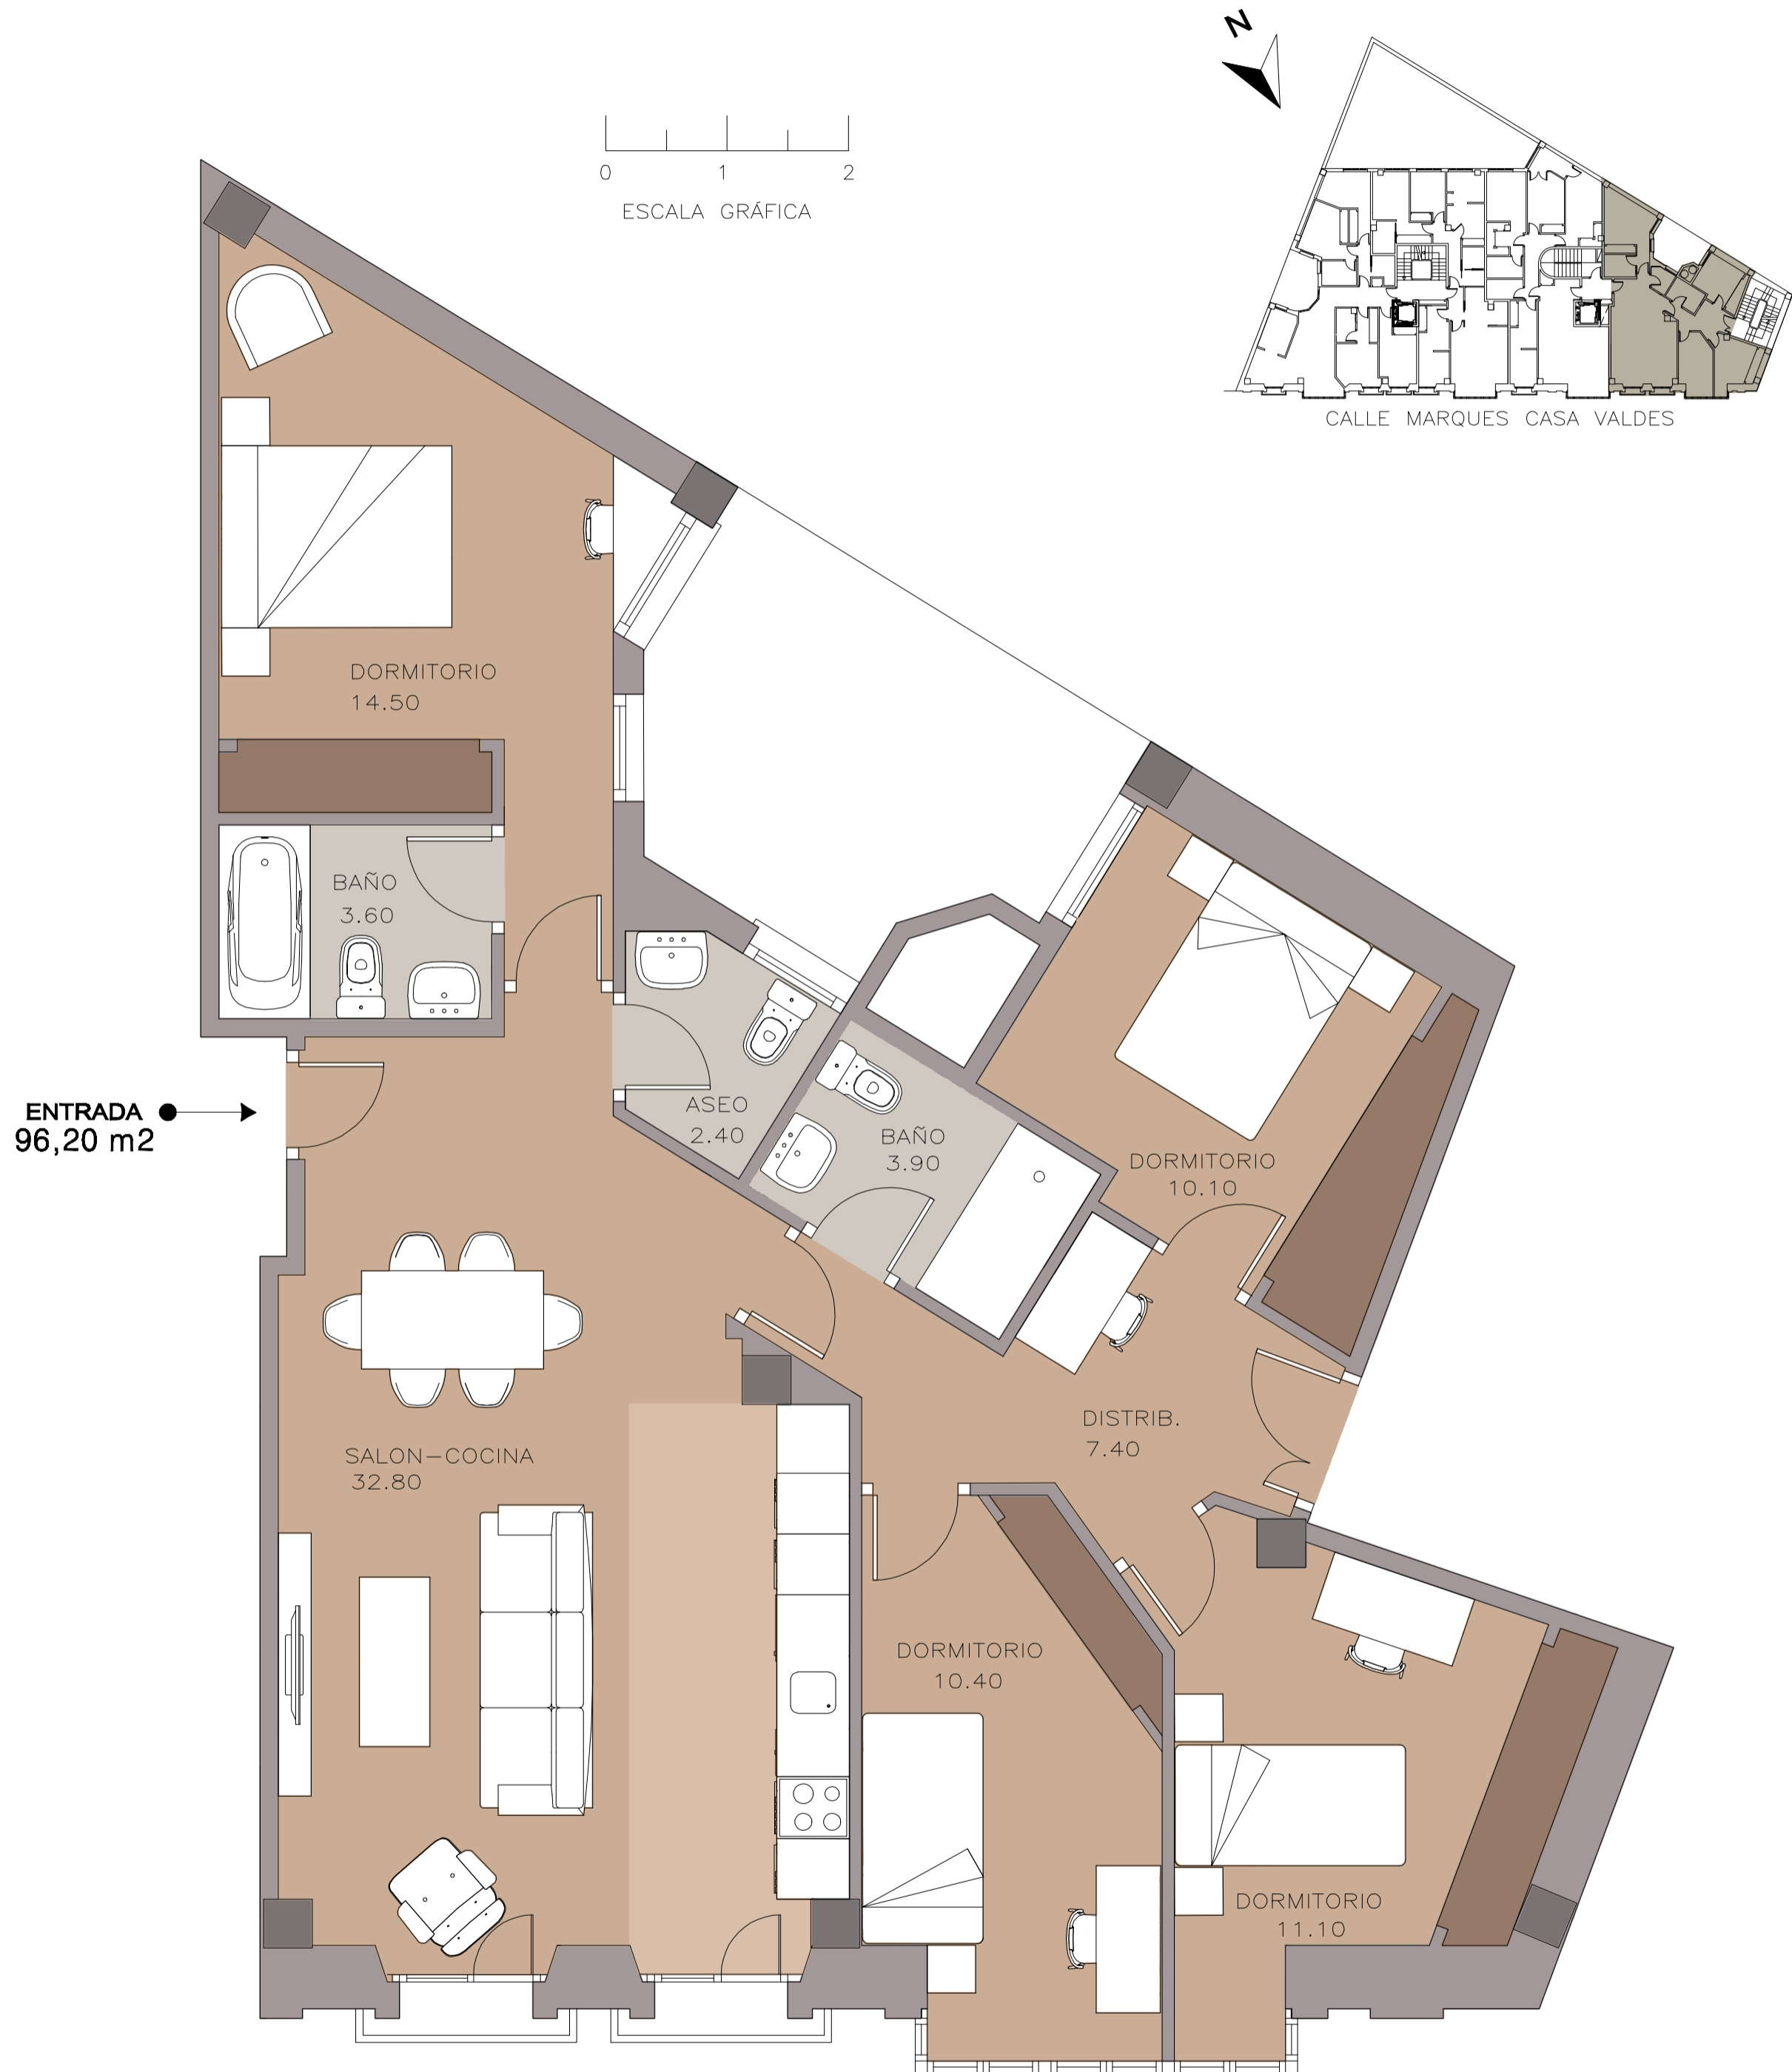 N
0 1 2
ESCALA GRÁFICA
CALLE MARQUES CASA VALDES
DORMITORIO
14.50
BAÑO
3.60
ENTRADA
96,20 m2
ASEO
2.40
BAÑO
3.90
DORMITORIO
10.10
DISTRIB.
7.40
SALON-COCINA
32.80
DORMITORIO
10.40
DORMITORIO
11.10